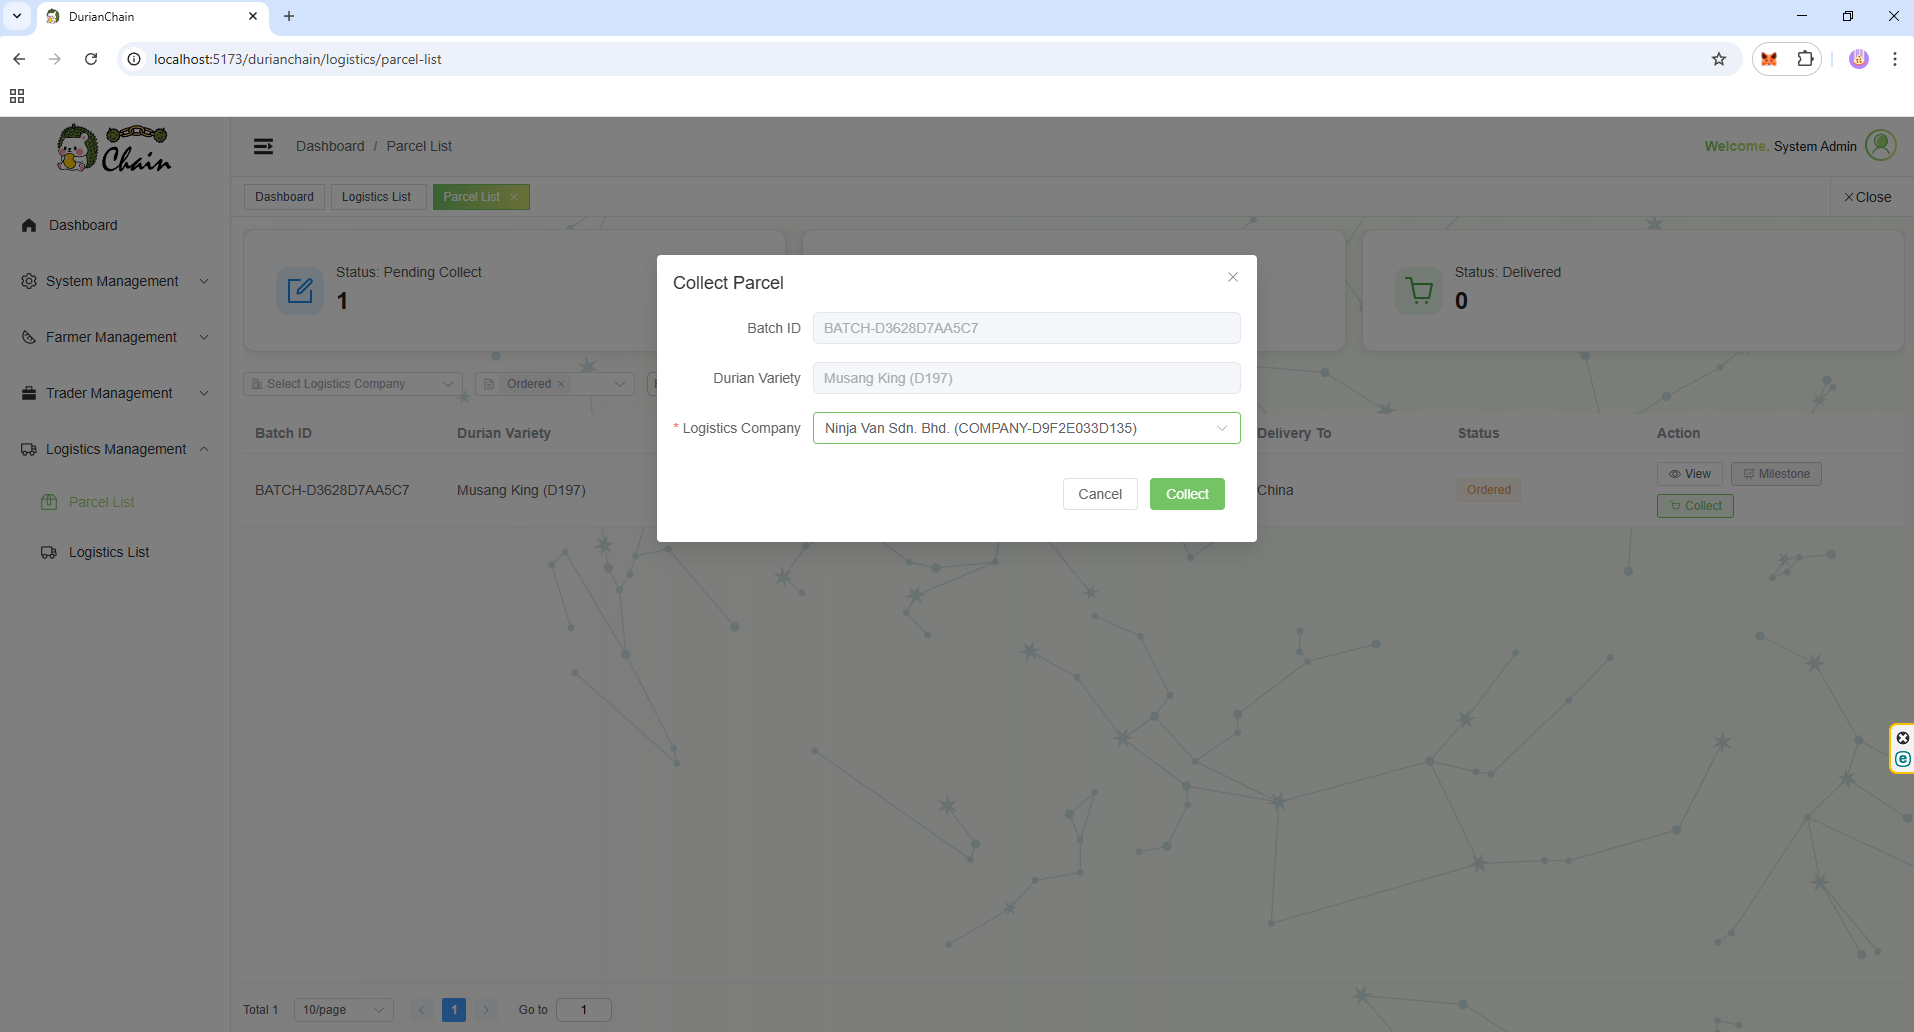 DurianChain
localhost:5173/durianchain/logistics/parcel-list
Chain
Dashboard / Parcel List
Welcome, System Admin
Dashboard
Logistics List
Parcel List
Close
Dashboard
System Management
Farmer Management
Trader Management
Logistics Management
Parcel List
Logistics List
Status: Pending Collect
1
Status: Delivered
0
Select Logistics Company
Ordered
Batch ID
Durian Variety
Delivery To
Status
Action
BATCH-D3628D7AA5C7
Musang King (D197)
China
Ordered
View
Milestone
Collect
Collect Parcel
Batch ID
BATCH-D3628D7AA5C7
Durian Variety
Musang King (D197)
* Logistics Company
Ninja Van Sdn. Bhd. (COMPANY-D9F2E033D135)
Cancel
Collect
Total 1
10/page
1
Go to
1